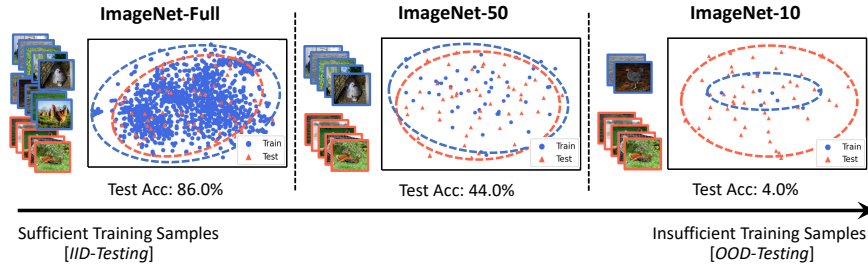 ImageNet-Full
ImageNet-50
ImageNet-10
Train
Test
Train
Test
Train
Test
Test Acc: 86.0%
Test Acc: 44.0%
Test Acc: 4.0%
Sufficient Training Samples
[IID-Testing]
Insufficient Training Samples
[OOD-Testing]